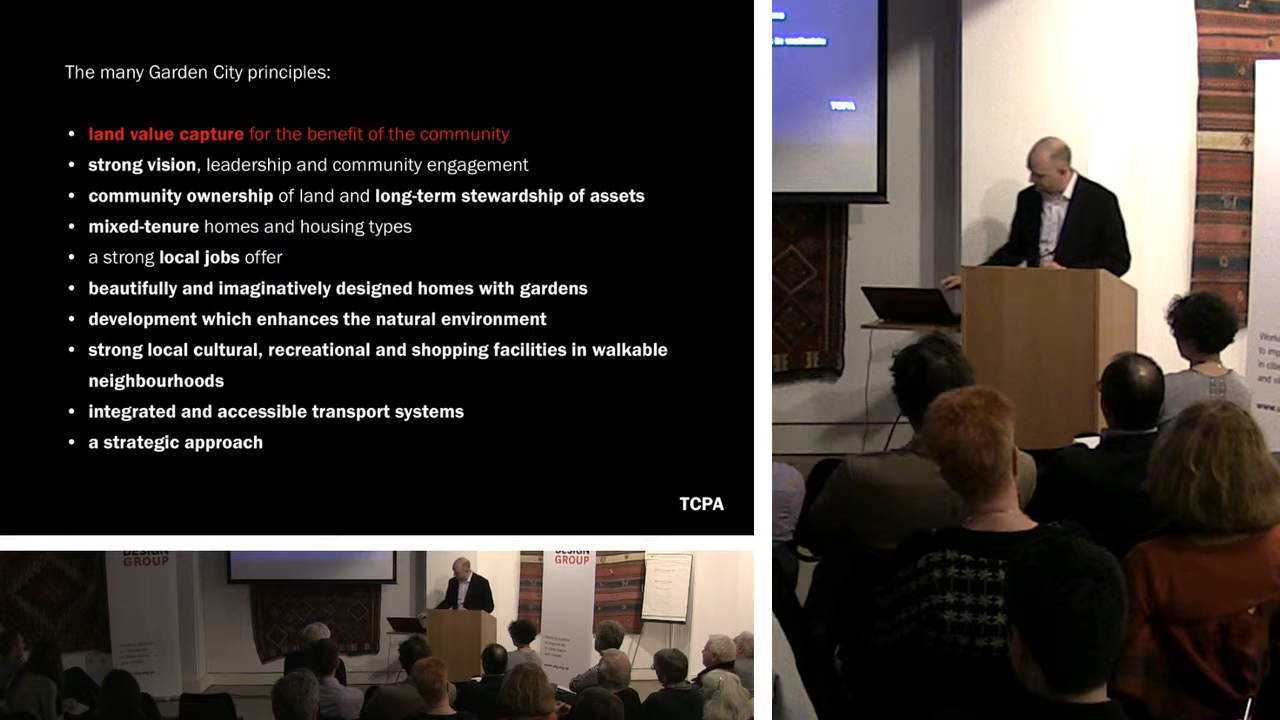 The many Garden City principles:
• land value capture for the benefit of the community
• strong vision, leadership and community engagement
• community ownership of land and long-term stewardship of assets
• mixed-tenure homes and housing types
• a strong local jobs offer
• beautifully and imaginatively designed homes with gardens
• development which enhances the natural environment
• strong local cultural, recreational and shopping facilities in walkable
neighbourhoods
• integrated and accessible transport systems
• a strategic approach
TCPA
TCPA
DESIGN
GROUP
GROUP